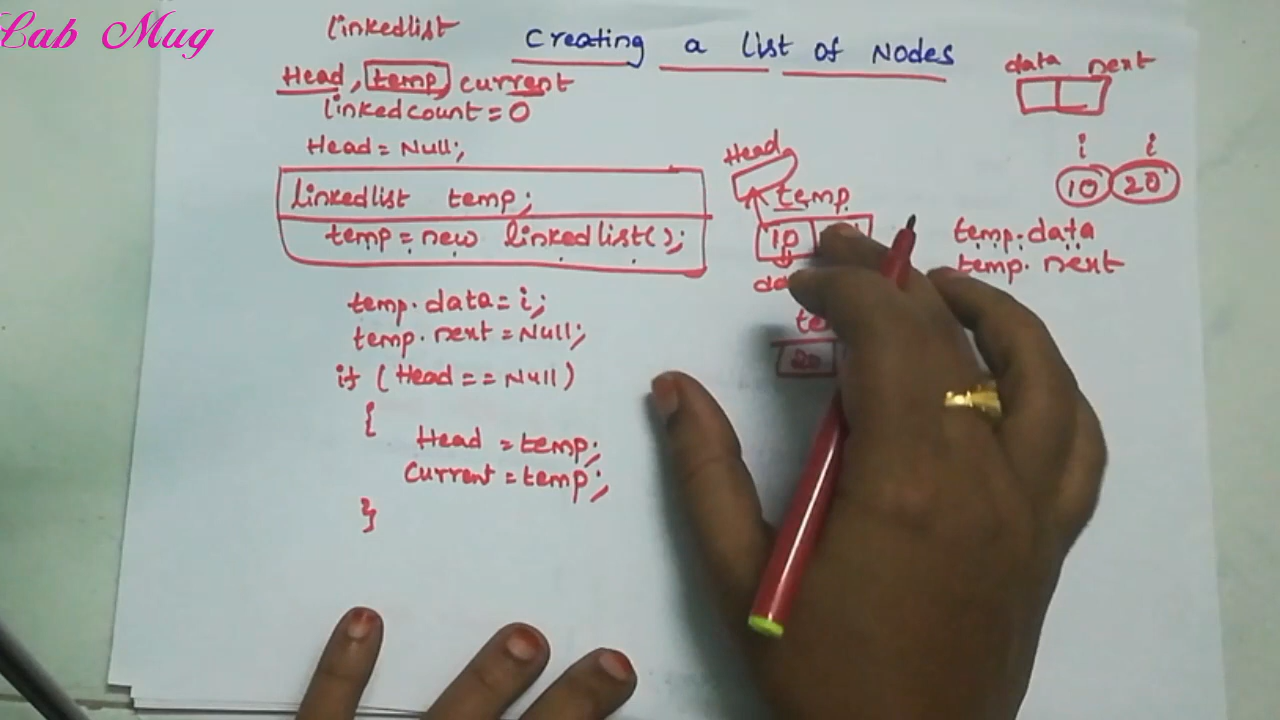 Lab Mug
linkedlist
Creating a List of Nodes
Head, temp, current
linkedcount = 0
Head = Null;
linkedlist temp;
temp = new linkedlist();
temp.data = i;
temp.next = Null;
if (Head == Null)
{
Head = temp;
Current = temp;
}
data next
i i
10 20
Head
temp
10
temp.data
temp.next
20